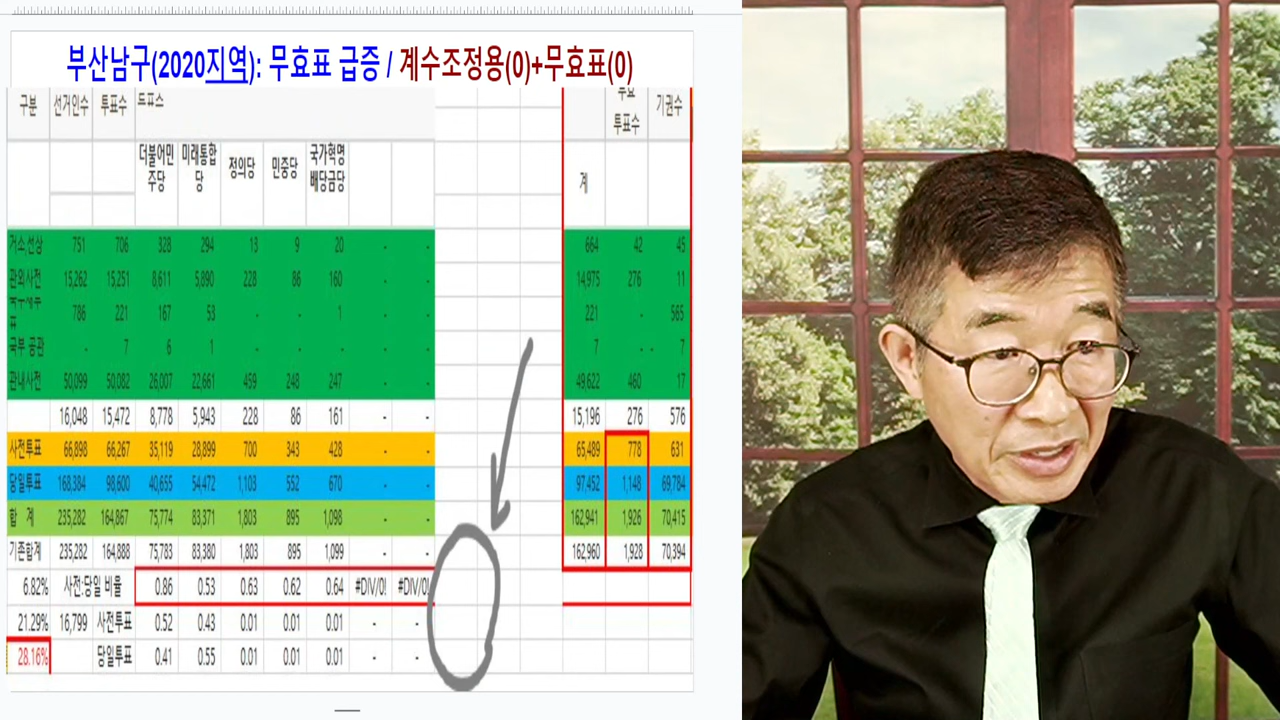 부산남구(2020지역): 무효표 급증 / 계수조정용(0)+무효표(0)
구분 선거인수 투표수 기권수
투표수
더불어민 미래통합 정의당 민중당 국가혁명 계
주당 당 배당금당
거소,선상 751 706 328 294 13 9 20 - - 664 42 45
관외사전 15,262 15,251 8,611 5,890 228 86 160 - - 14,975 276 11
786 221 167 53 - - 1 - - 221 - 565
- 7 6 1 - - - - - 7 - - 7
관내사전 50,099 50,082 26,007 22,661 459 248 247 - - 49,622 460 17
16,048 15,472 8,778 5,943 228 86 161 - - 15,196 276 576
사전투표 66,898 66,267 35,119 28,899 700 343 428 - - 65,489 778 631
당일투표 168,384 98,600 40,655 54,472 1,103 552 670 - - 97,452 1,148 69,784
합 계 235,282 164,867 75,774 83,371 1,803 895 1,098 - - 162,941 1,926 70,415
기존합계 235,282 164,888 75,783 83,380 1,803 895 1,099 162,960 1,928 70,394
6.82% 사전:당일 비율 0.86 0.53 0.63 0.62 0.64 #DIV/0! #DIV/0!
21.29% 16,799 사전투표 0.52 0.43 0.01 0.01 0.01 - -
28.16% 당일투표 0.41 0.55 0.01 0.01 0.01 - -